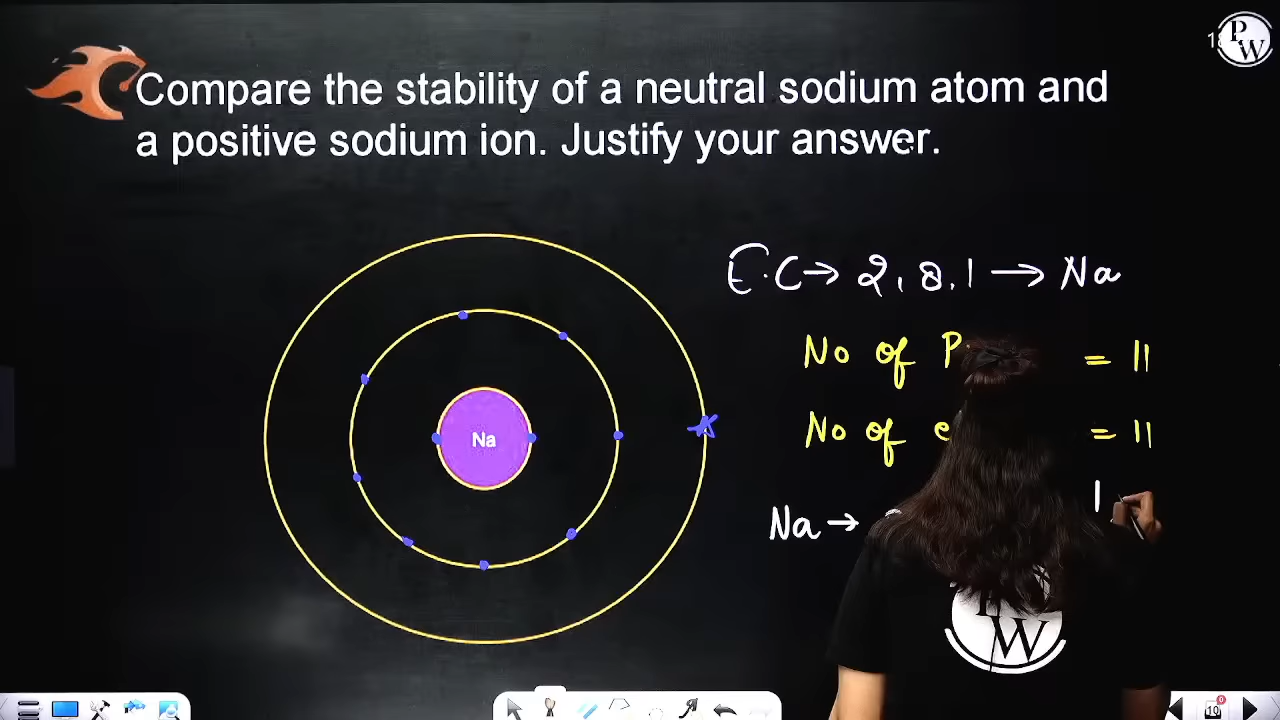 Compare the stability of a neutral sodium atom and
a positive sodium ion. Justify your answer.
E.C → 2, 8, 1 → Na
No of P = 11
No of e = 11
Na →
Na
P
W
P
W
10